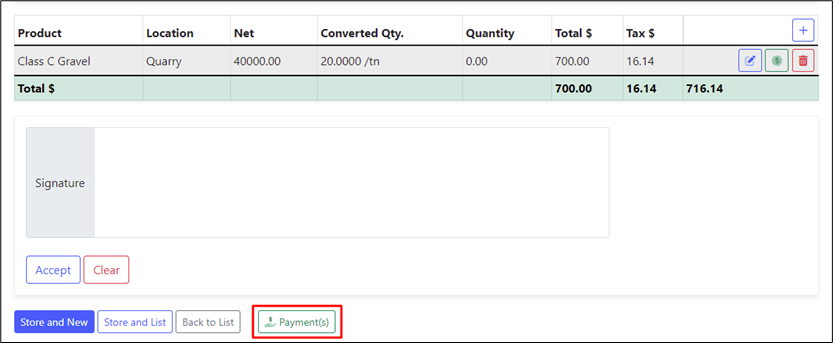 Product Location Net Converted Qty. Quantity Total $ Tax $
Class C Gravel Quarry 40000.00 20.0000 /tn 0.00 700.00 16.14
Total $ 700.00 16.14 716.14
Signature
Accept Clear
Store and New Store and List Back to List Payment(s)